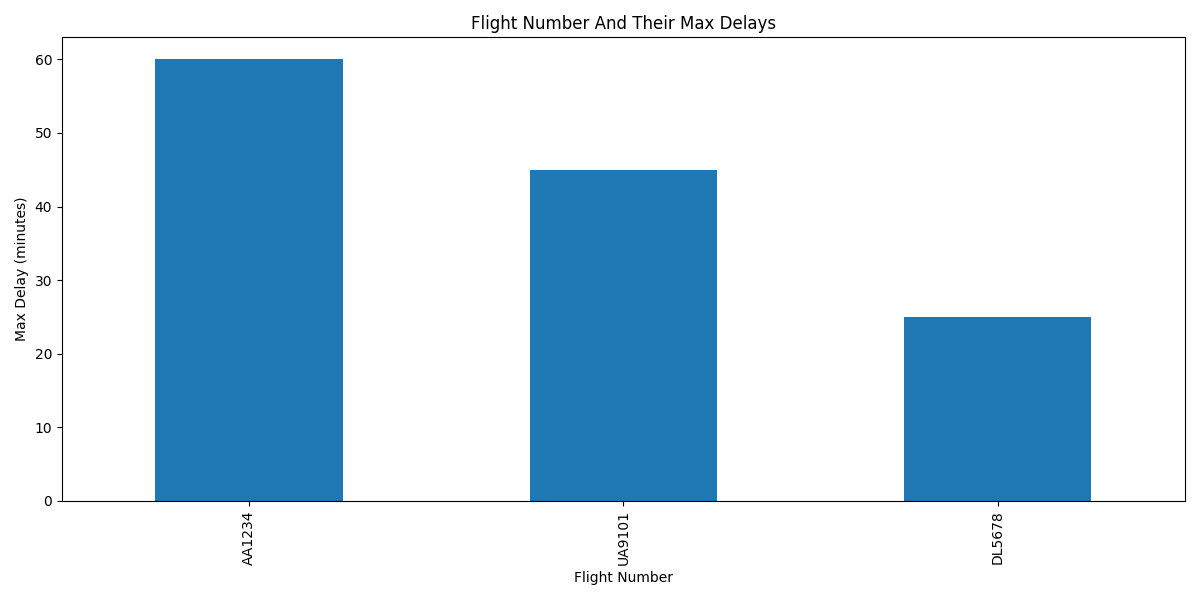 Flight Number And Their Max Delays
Max Delay (minutes)
60
50
40
30
20
10
0
AA1234
UA9101
DL5678
Flight Number